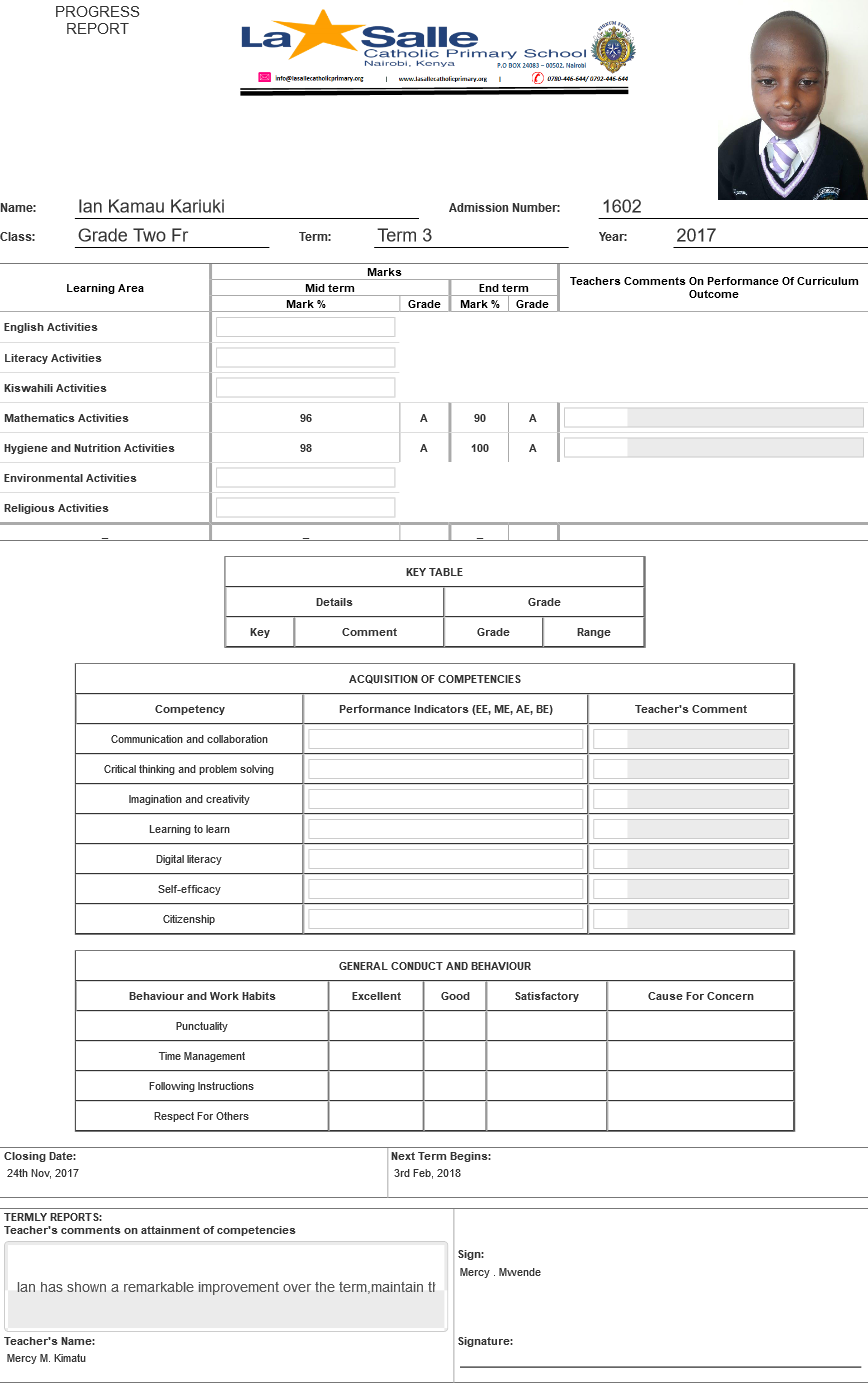 PROGRESS
REPORT
La Salle
Catholic Primary School
Nairobi, Kenya
P.O BOX 24083 – 00502, Nairobi
info@lasallecatholicprimary.org | www.lasallecatholicprimary.org | 0780-446-644/ 0792-446-644
Name: Ian Kamau Kariuki Admission Number: 1602
Class: Grade Two Fr Term: Term 3 Year: 2017
Learning Area Marks Teachers Comments On Performance Of Curriculum Outcome
Mid term End term
Mark % Grade Mark % Grade
English Activities
Literacy Activities
Kiswahili Activities
Mathematics Activities 96 A 90 A
Hygiene and Nutrition Activities 98 A 100 A
Environmental Activities
Religious Activities
– – –
KEY TABLE
Details Grade
Key Comment Grade Range
ACQUISITION OF COMPETENCIES
Competency Performance Indicators (EE, ME, AE, BE) Teacher's Comment
Communication and collaboration
Critical thinking and problem solving
Imagination and creativity
Learning to learn
Digital literacy
Self-efficacy
Citizenship
GENERAL CONDUCT AND BEHAVIOUR
Behaviour and Work Habits Excellent Good Satisfactory Cause For Concern
Punctuality
Time Management
Following Instructions
Respect For Others
Closing Date: Next Term Begins:
24th Nov, 2017 3rd Feb, 2018
TERMLY REPORTS:
Teacher's comments on attainment of competencies
Ian has shown a remarkable improvement over the term,maintain
Sign:
Mercy . Mwende
Teacher's Name: Signature:
Mercy M. Kimatu